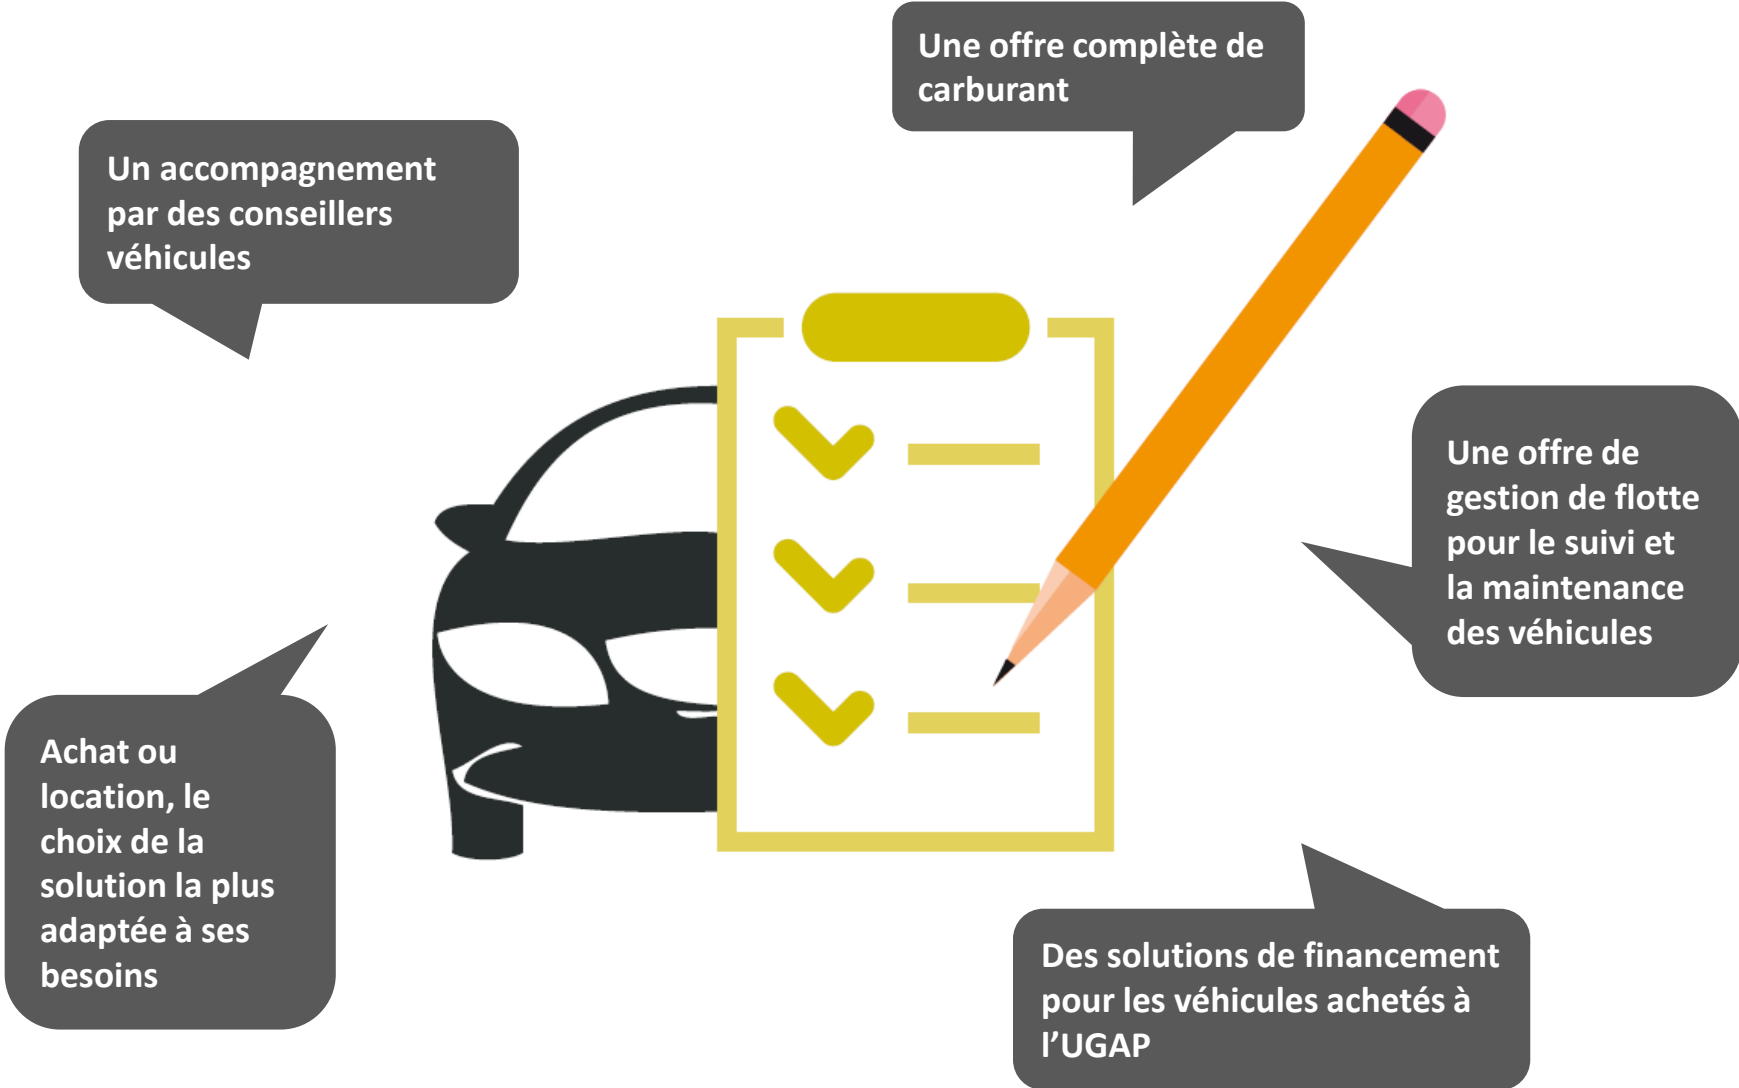 Une offre complète de
carburant
Un accompagnement
par des conseillers
véhicules
Une offre de
gestion de flotte
pour le suivi et
la maintenance
des véhicules
Achat ou
location, le
choix de la
solution la plus
adaptée à ses
besoins
Des solutions de financement
pour les véhicules achetés à
l’UGAP